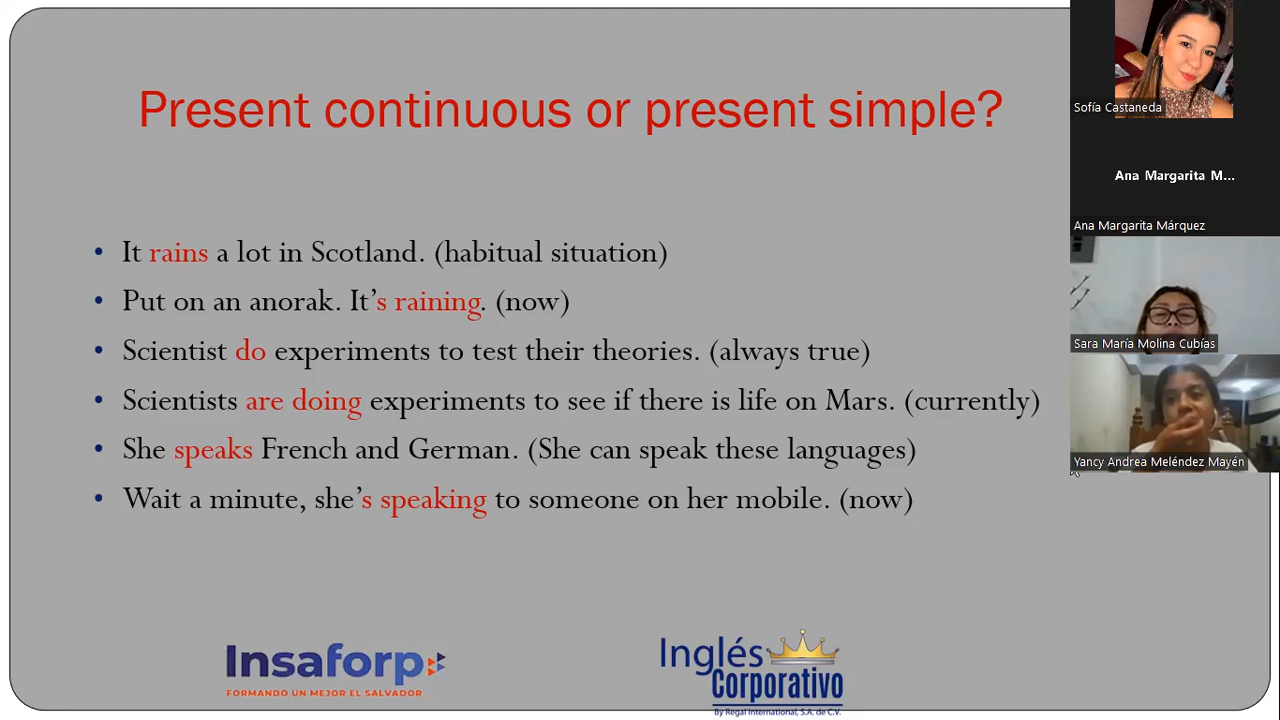 Present continuous or present simple?
• It rains a lot in Scotland. (habitual situation)
• Put on an anorak. It’s raining. (now)
• Scientist do experiments to test their theories. (always true)
• Scientists are doing experiments to see if there is life on Mars. (currently)
• She speaks French and German. (She can speak these languages)
• Wait a minute, she’s speaking to someone on her mobile. (now)
Insaforp
FORMANDO UN MEJOR EL SALVADOR
Inglés
Corporativo
By Regal International, S.A. de C.V.
Sofía Castaneda
Ana Margarita M...
Ana Margarita Márquez
Sara María Molina Cubías
Yancy Andrea Meléndez Mayén